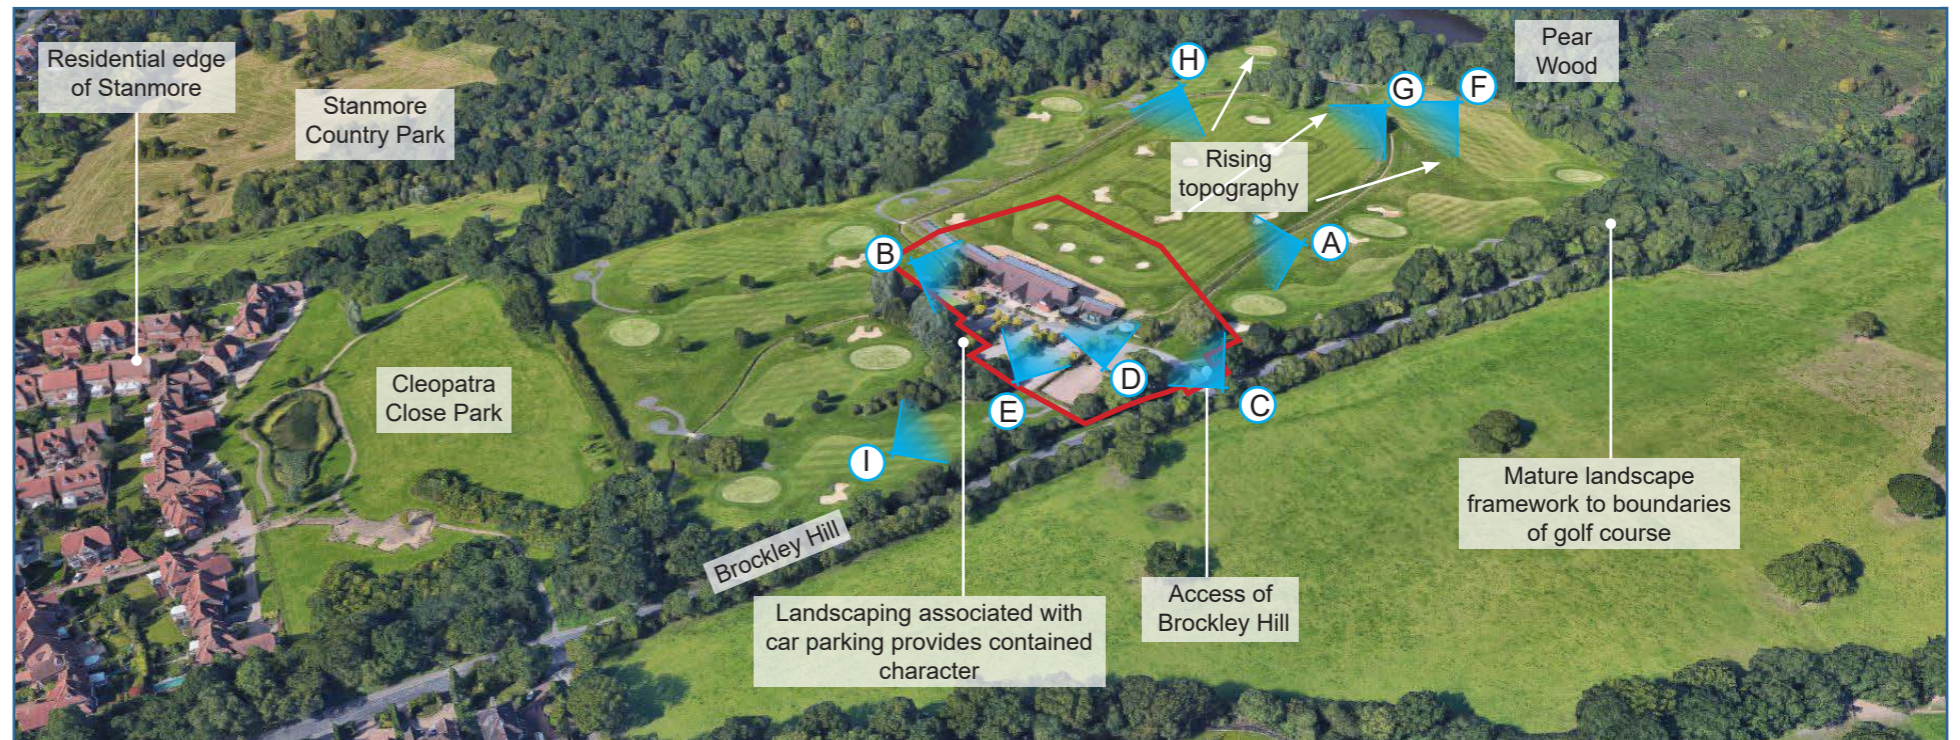 Residential edge
of Stanmore
Stanmore
Country Park
H
G
F
Pear
Wood
Rising
topography
B
A
Cleopatra
Close Park
E
D
C
I
Mature landscape
framework to boundaries
of golf course
Brockley Hill
Landscaping associated with
car parking provides contained
character
Access of
Brockley Hill